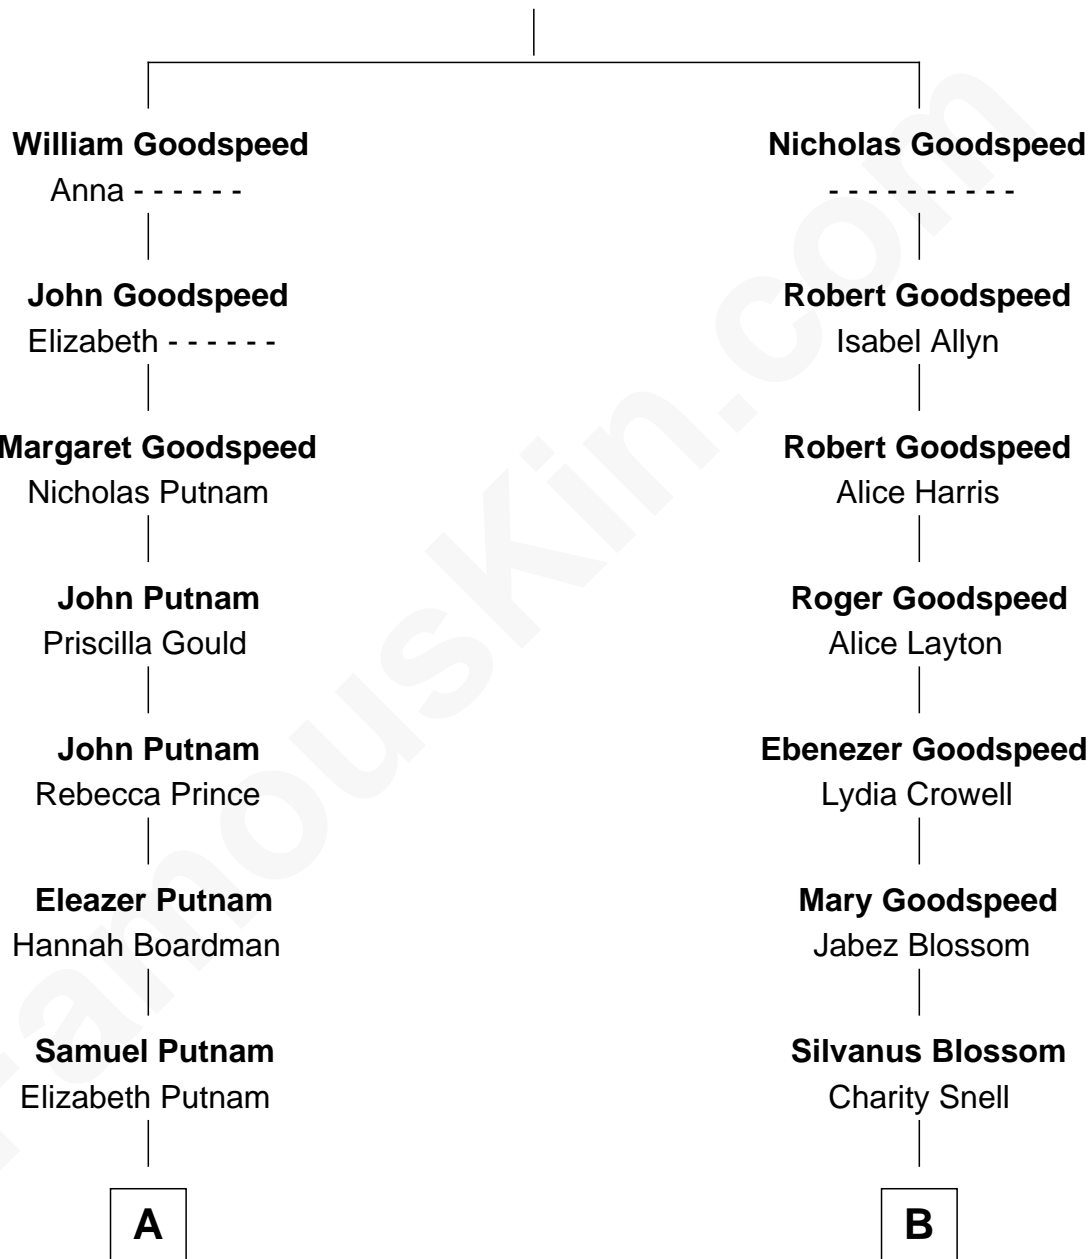 William Goodspeed
Anna - - - - - -
John Goodspeed
Elizabeth - - - - - -
Margaret Goodspeed
Nicholas Putnam
John Putnam
Priscilla Gould
John Putnam
Rebecca Prince
Eleazer Putnam
Hannah Boardman
Samuel Putnam
Elizabeth Putnam
A
Nicholas Goodspeed
- - - - - - - - - -
Robert Goodspeed
Isabel Allyn
Robert Goodspeed
Alice Harris
Roger Goodspeed
Alice Layton
Ebenezer Goodspeed
Lydia Crowell
Mary Goodspeed
Jabez Blossom
Silvanus Blossom
Charity Snell
B
FamousKin.com